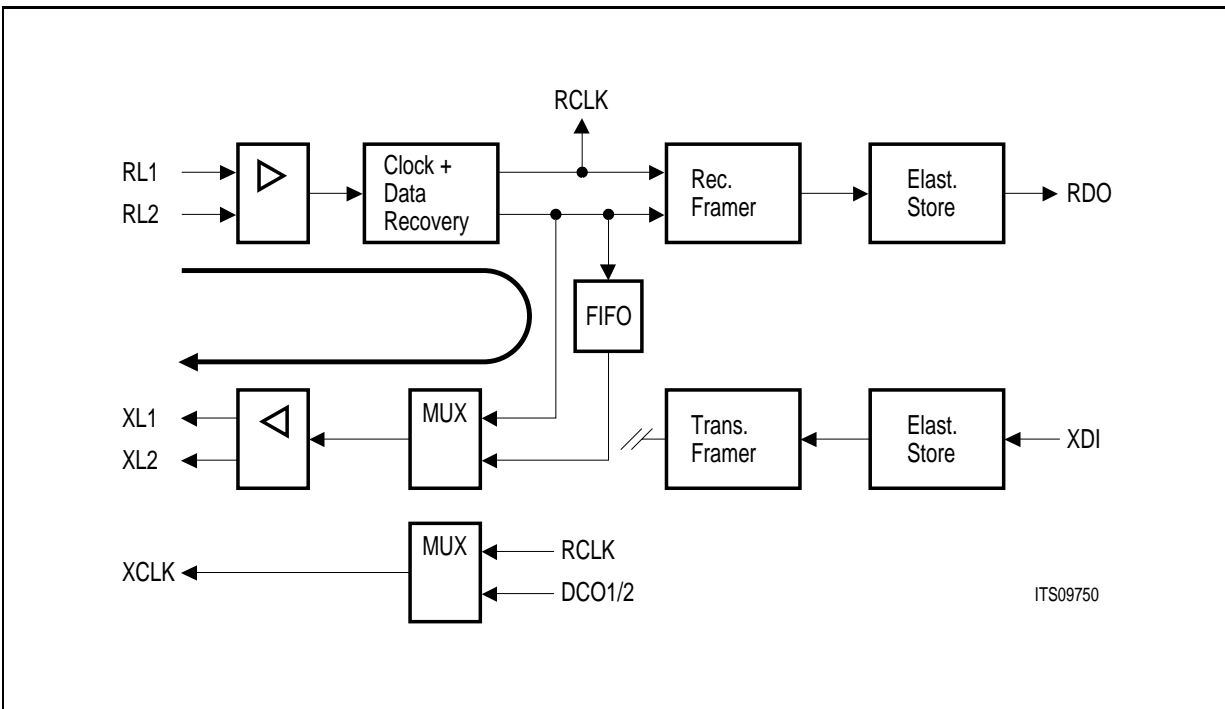 RCLK
RL1
RL2
Clock +
Data
Recovery
Rec.
Framer
Elast.
Store
RDO
FIFO
XL1
XL2
MUX
Trans.
Framer
Elast.
Store
XDI
XCLK
MUX
RCLK
DCO1/2
ITS09750